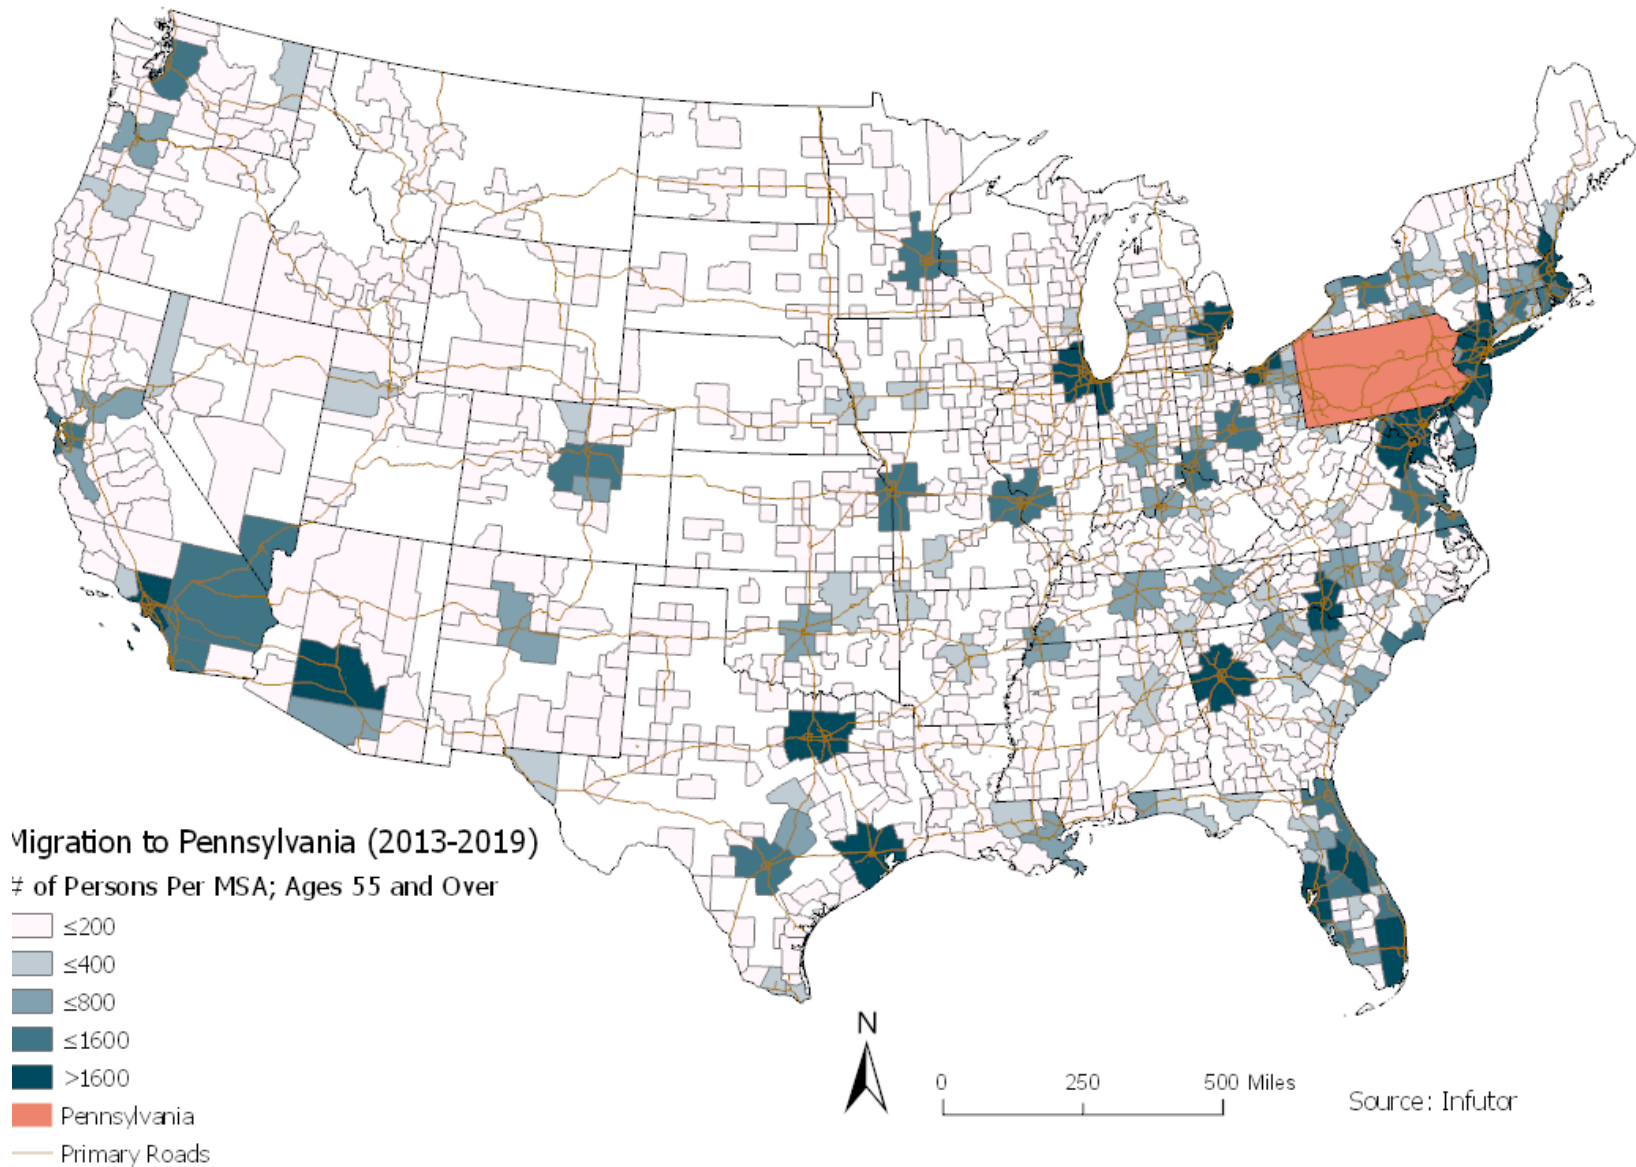 Migration to Pennsylvania (2013-2019)
# of Persons Per MSA; Ages 55 and Over
≤200
≤400
≤800
≤1600
>1600
Pennsylvania
Primary Roads
N
0 250 500 Miles
Source: Infutor